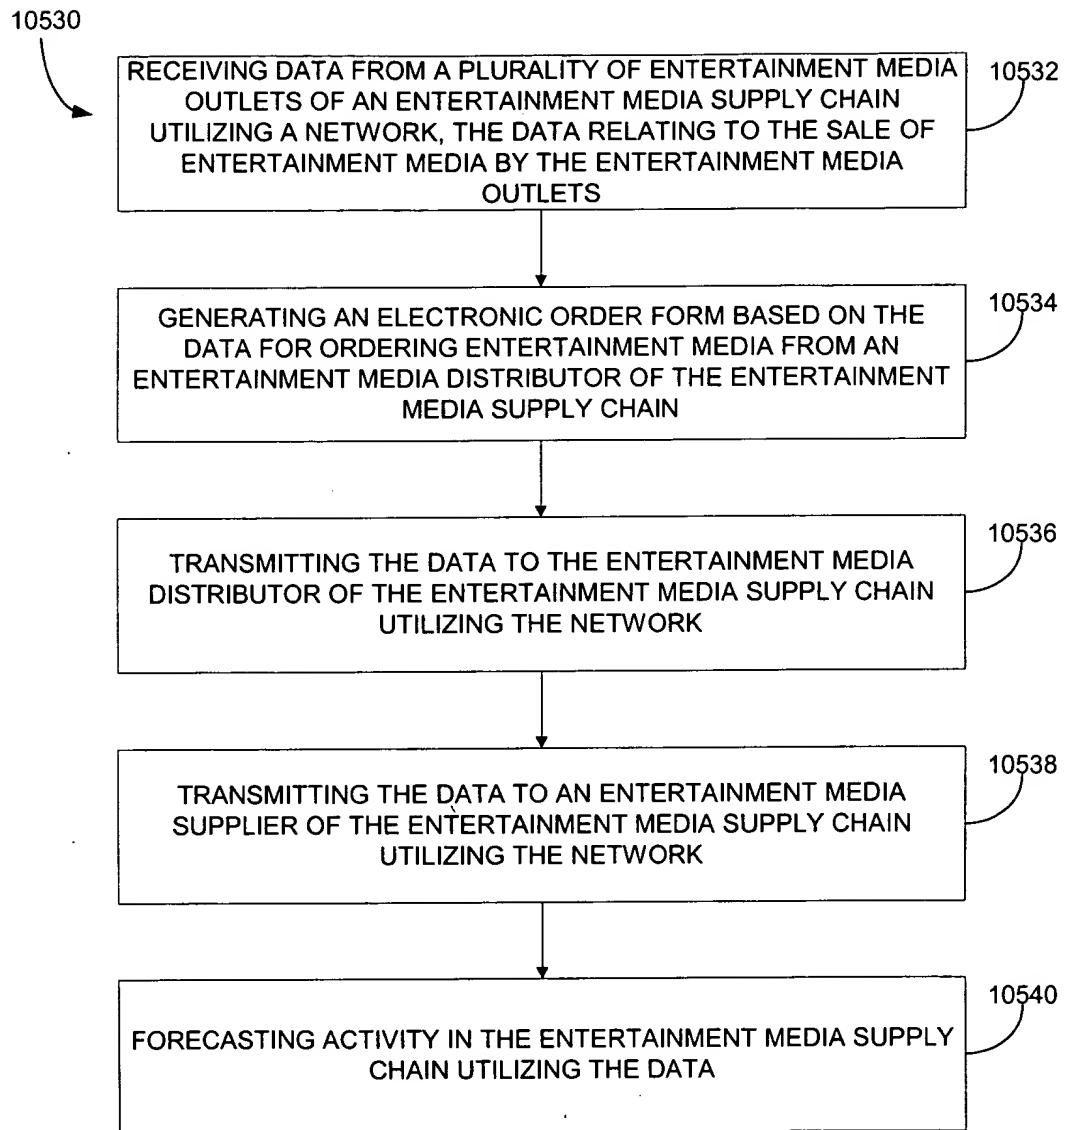 10530
RECEIVING DATA FROM A PLURALITY OF ENTERTAINMENT MEDIA
OUTLETS OF AN ENTERTAINMENT MEDIA SUPPLY CHAIN
UTILIZING A NETWORK, THE DATA RELATING TO THE SALE OF
ENTERTAINMENT MEDIA BY THE ENTERTAINMENT MEDIA
OUTLETS
10532
GENERATING AN ELECTRONIC ORDER FORM BASED ON THE
DATA FOR ORDERING ENTERTAINMENT MEDIA FROM AN
ENTERTAINMENT MEDIA DISTRIBUTOR OF THE ENTERTAINMENT
MEDIA SUPPLY CHAIN
10534
TRANSMITTING THE DATA TO THE ENTERTAINMENT MEDIA
DISTRIBUTOR OF THE ENTERTAINMENT MEDIA SUPPLY CHAIN
UTILIZING THE NETWORK
10536
TRANSMITTING THE DATA TO AN ENTERTAINMENT MEDIA
SUPPLIER OF THE ENTERTAINMENT MEDIA SUPPLY CHAIN
UTILIZING THE NETWORK
10538
FORECASTING ACTIVITY IN THE ENTERTAINMENT MEDIA SUPPLY
CHAIN UTILIZING THE DATA
10540